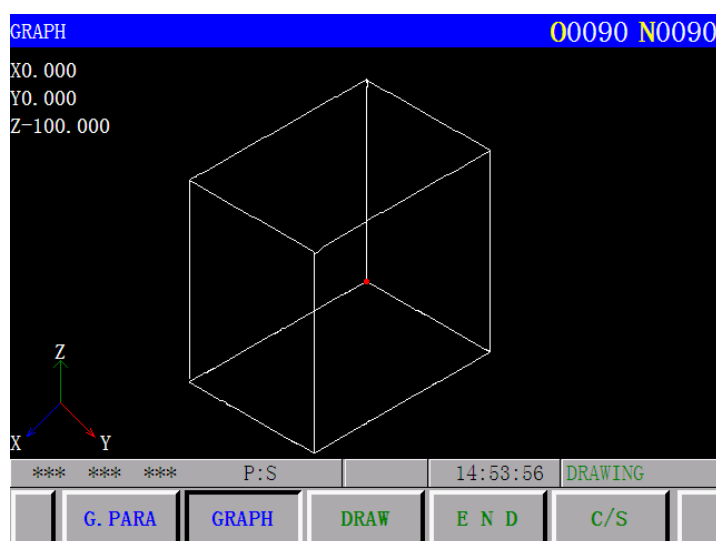 GRAPH O0090 N0090
X0.000
Y0.000
Z-100.000
Z
X Y
*** *** *** P:S 14:53:56 DRAWING
G.PARA GRAPH DRAW E N D C/S